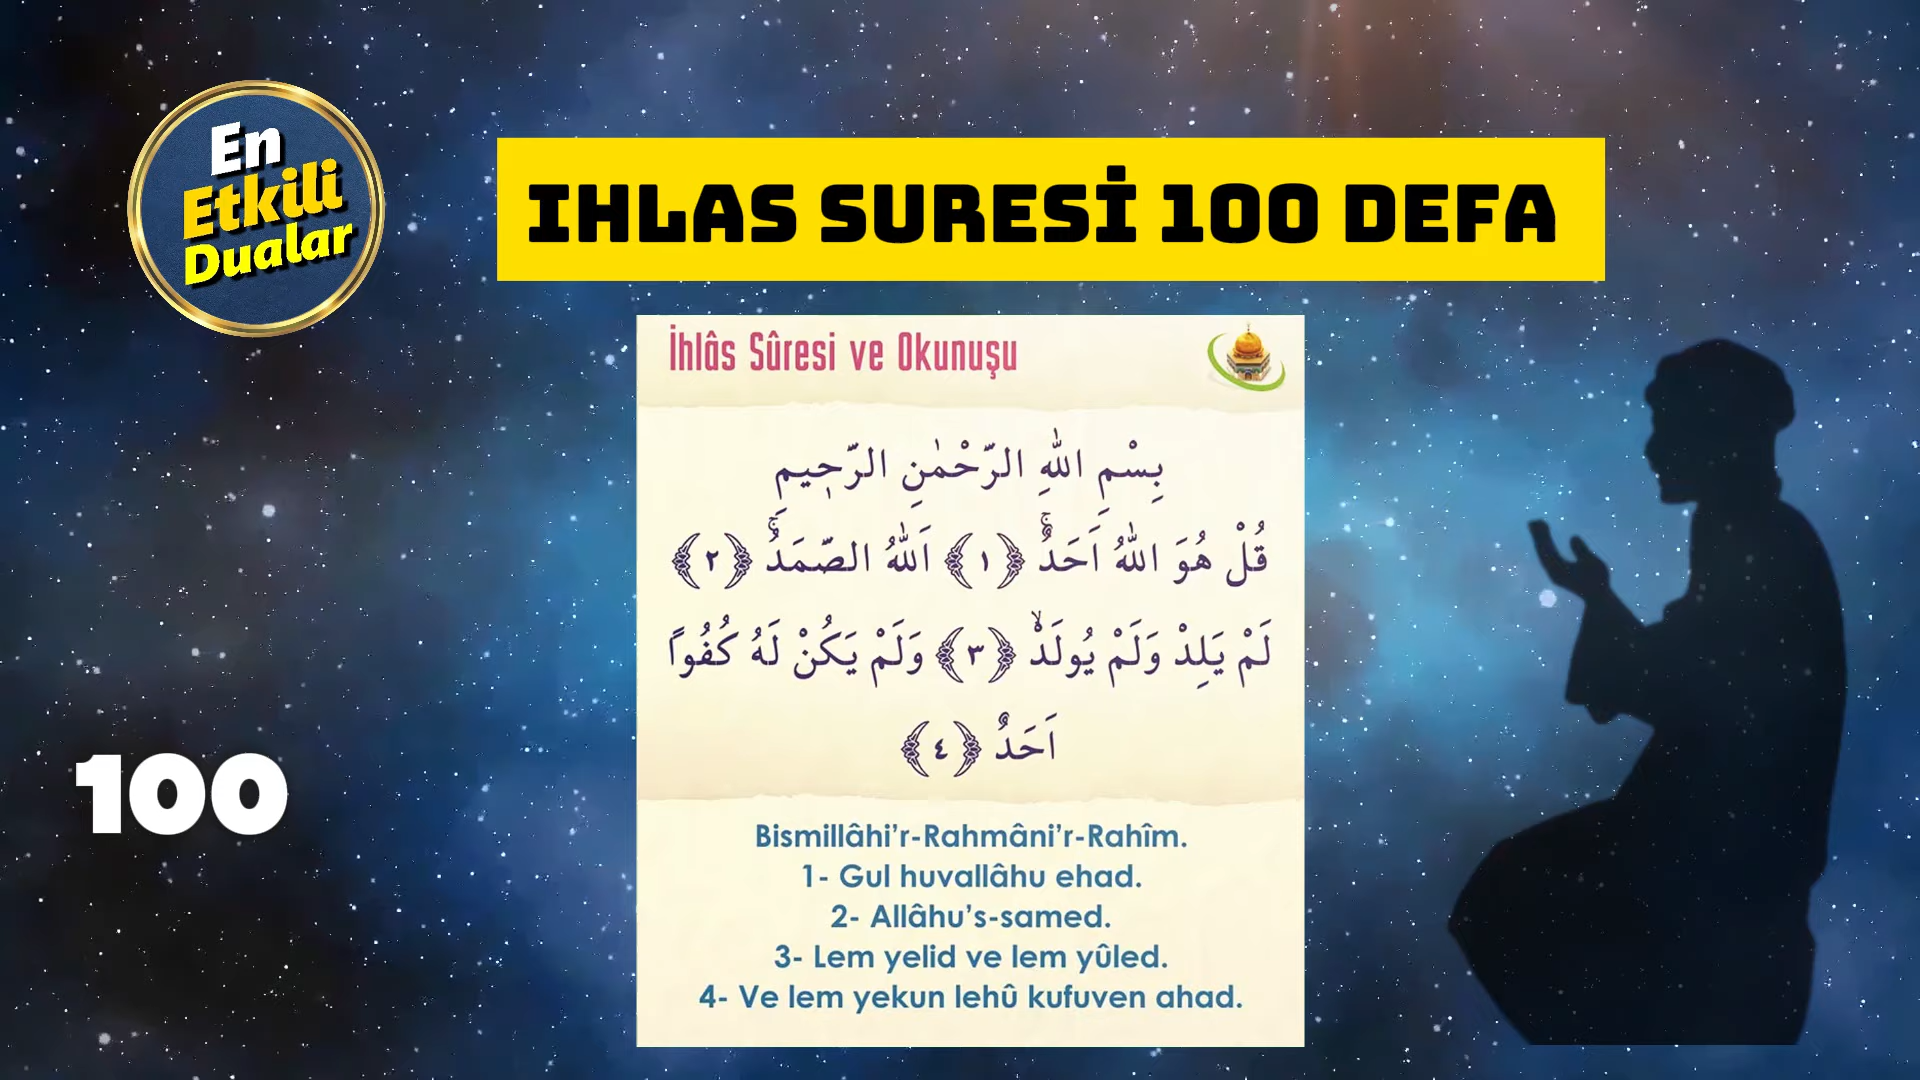 En
Etkili
Dualar
IHLAS SURESİ 100 DEFA
İhlâs Sûresi ve Okunuşu
بِسْمِ اللّٰهِ الرَّحْمٰنِ الرَّح۪يمِ
قُلْ هُوَ اللّٰهُ اَحَدٌۚ ﴿١﴾ اَللّٰهُ الصَّمَدُۚ ﴿٢﴾
لَمْ يَلِدْ وَلَمْ يُولَدْۙ ﴿٣﴾ وَلَمْ يَكُنْ لَهُ كُفُواً
اَحَدٌ ﴿٤﴾
100
Bismillâhi’r-Rahmâni’r-Rahîm.
1- Gul huvallâhu ehad.
2- Allâhu’s-samed.
3- Lem yelid ve lem yûled.
4- Ve lem yekun lehû kufuven ahad.